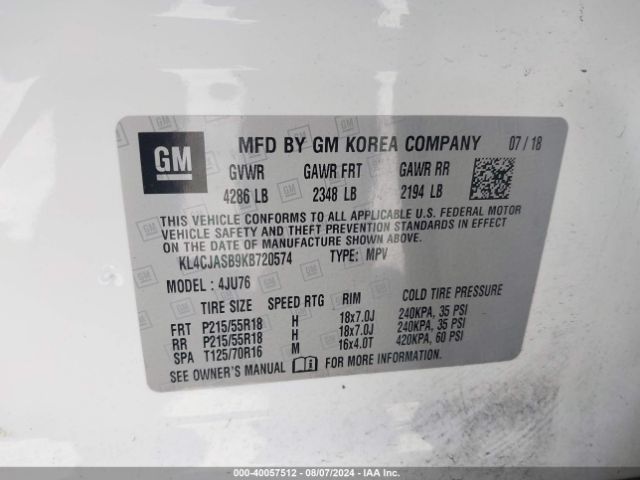 GM MFD BY GM KOREA COMPANY 07/18
GVWR GAWR FRT GAWR RR
4286 LB 2348 LB 2194 LB
THIS VEHICLE CONFORMS TO ALL APPLICABLE U.S. FEDERAL MOTOR
VEHICLE SAFETY, BUMPER, AND THEFT PREVENTION STANDARDS IN EFFECT
ON THE DATE OF MANUFACTURE SHOWN ABOVE.
KL4CJASB9KB720574 TYPE: MPV
MODEL: 4JU76
TIRE SIZE SPEED RTG RIM COLD TIRE PRESSURE
FRT P215/55R18 H 18x7.0J 240KPA, 35 PSI
RR P215/55R18 H 18x7.0J 240KPA, 35 PSI
SPA T125/70R16 M 16x4.0T 420KPA, 60 PSI
SEE OWNER'S MANUAL FOR MORE INFORMATION.
000-40057512 - 08/07/2024 - IAAI.COM